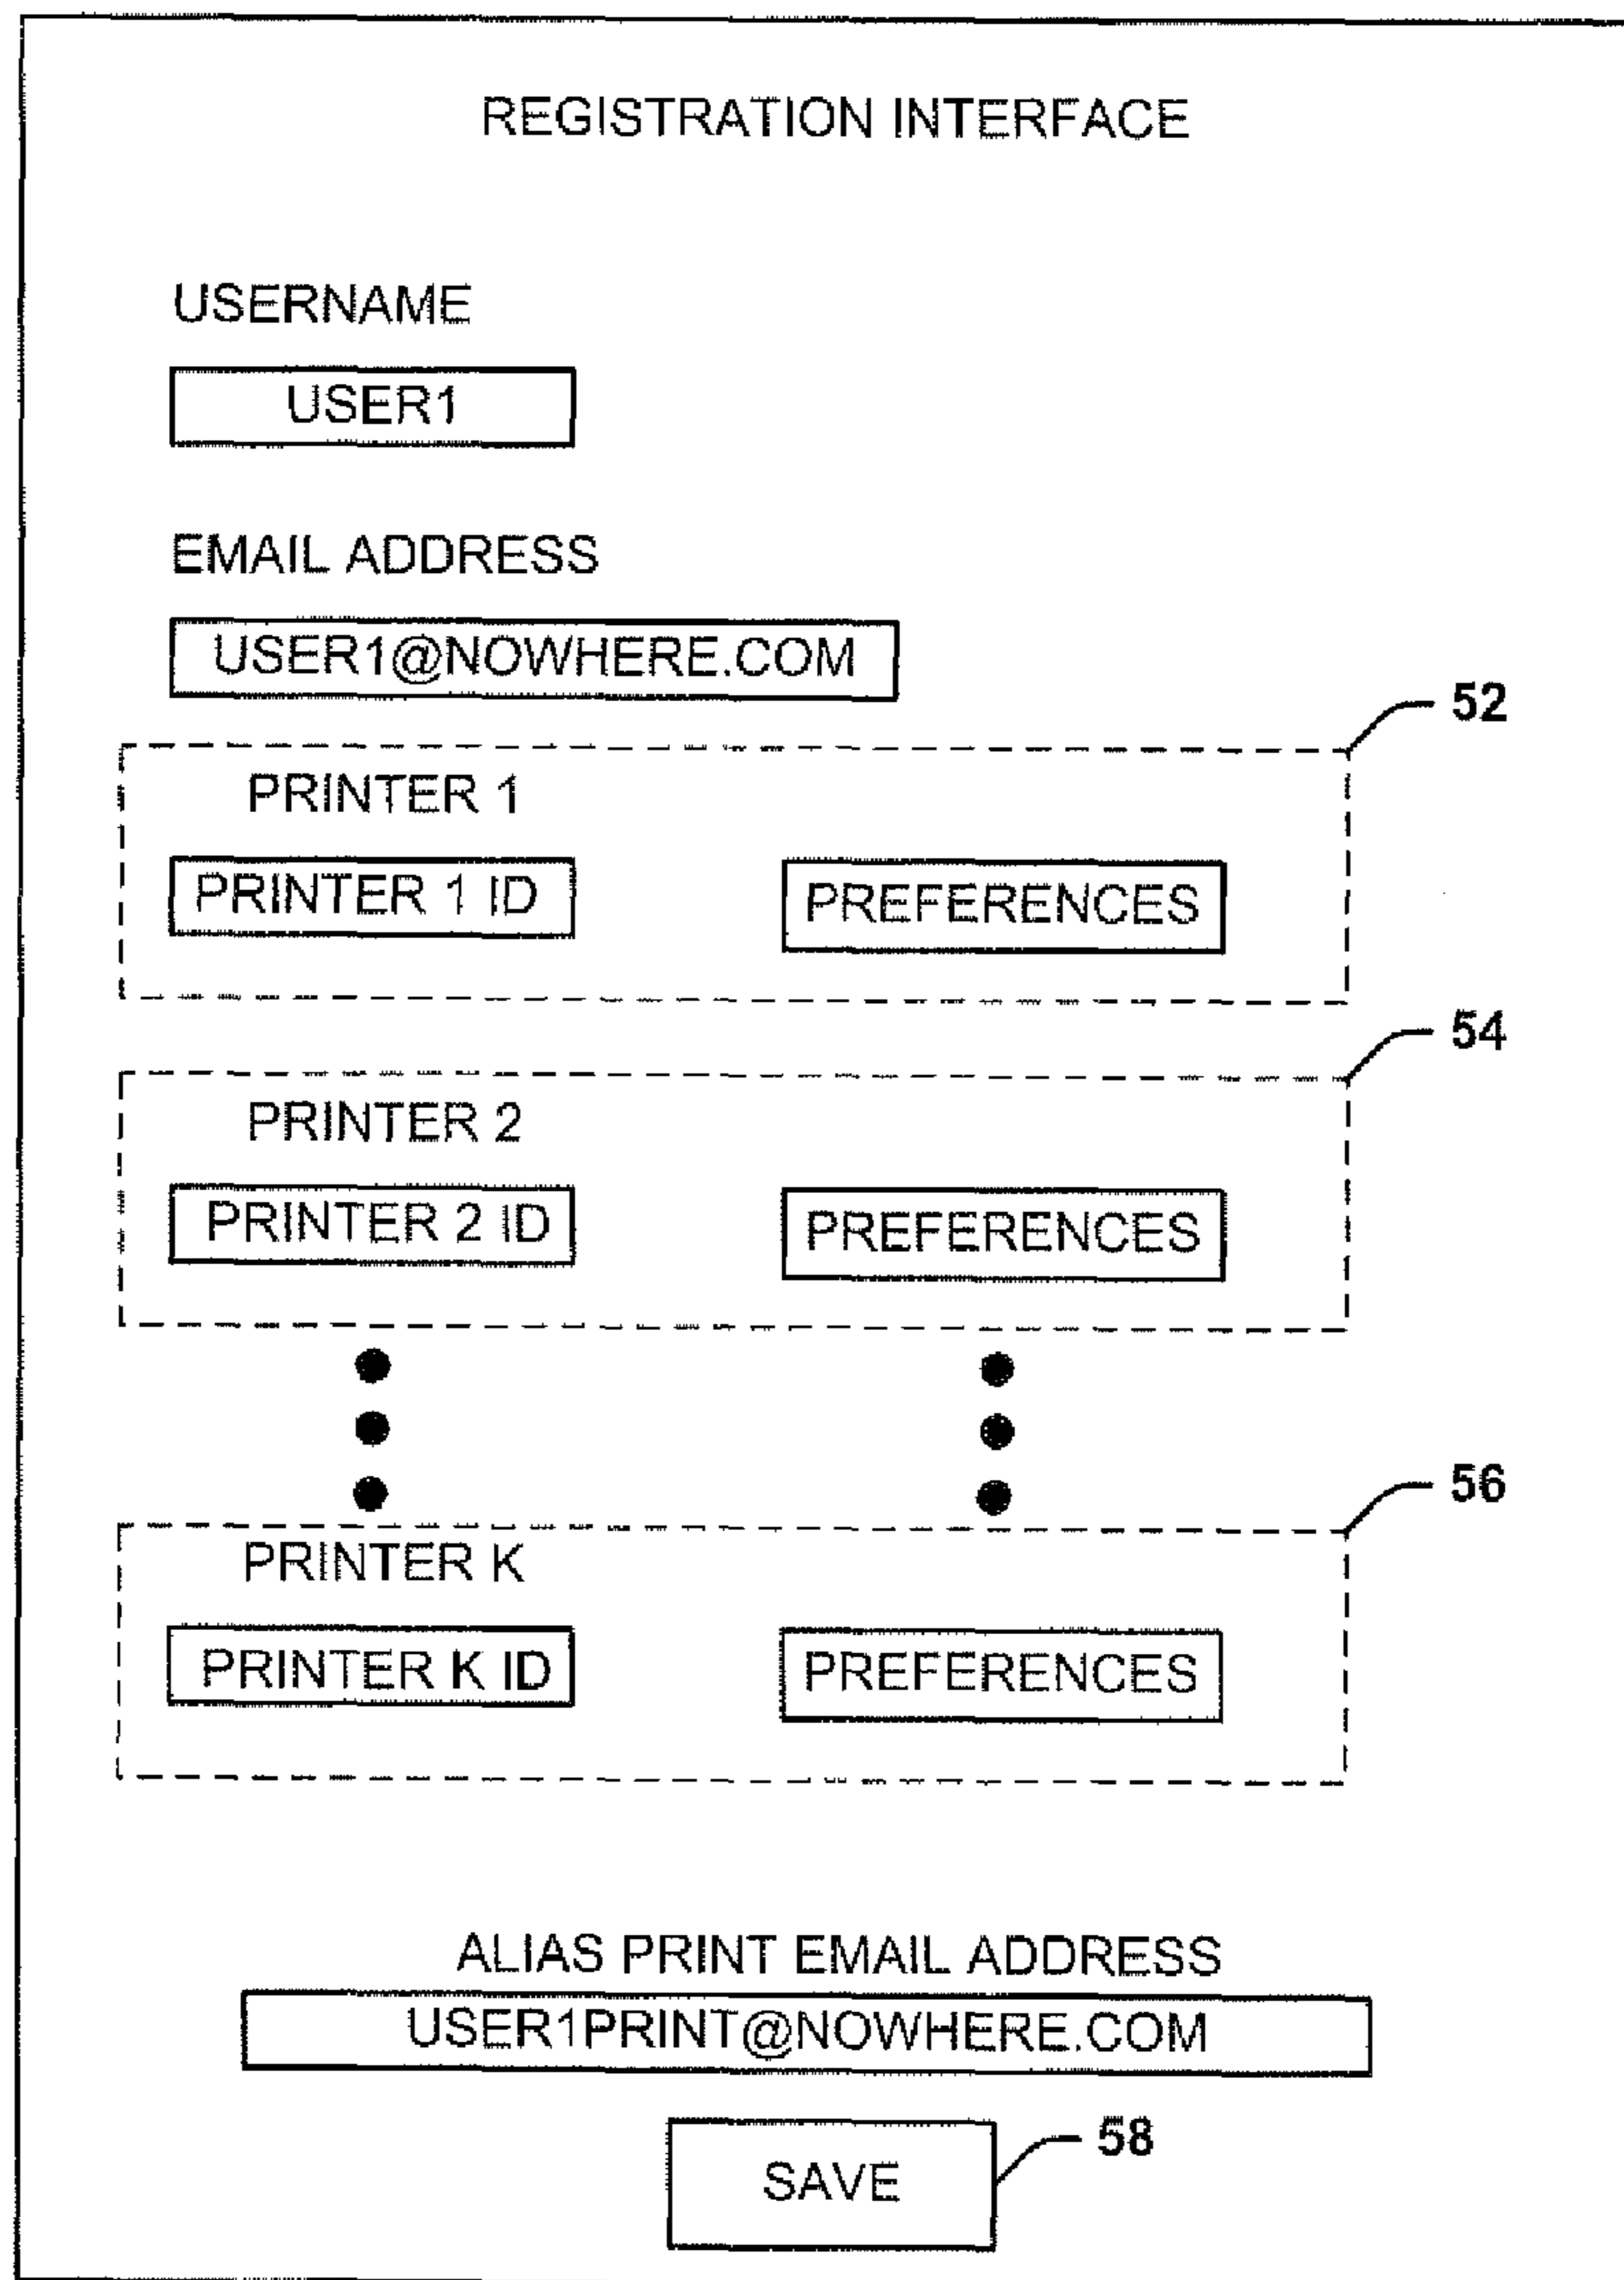 REGISTRATION INTERFACE
USERNAME
USER1
EMAIL ADDRESS
USER1@NOWHERE.COM
52
PRINTER 1
PRINTER 1 ID
PREFERENCES
54
PRINTER 2
PRINTER 2 ID
PREFERENCES
56
PRINTER K
PRINTER K ID
PREFERENCES
ALIAS PRINT EMAIL ADDRESS
USER1PRINT@NOWHERE.COM
58
SAVE